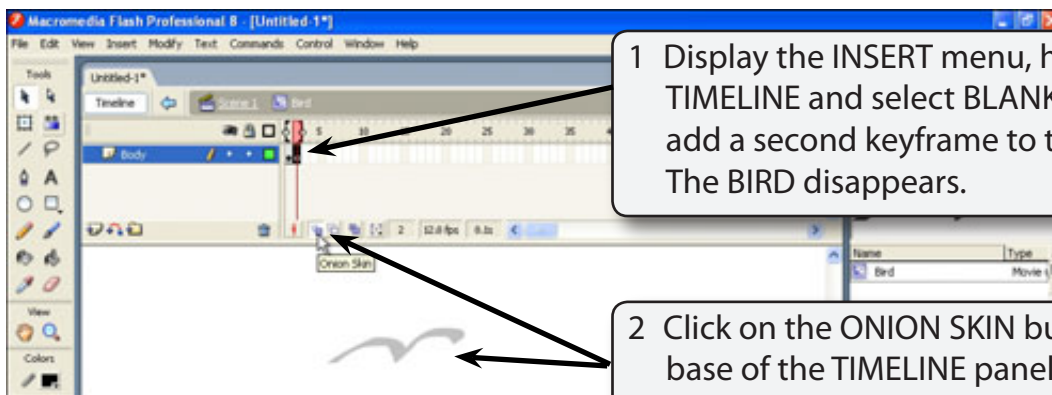 Macromedia Flash Professional 8 - [Untitled-1*]
File Edit View Insert Modify Text Commands Control Window Help
Tools
Untitled-1*
Timeline Scene 1 Bird
5 10 15 20 25 30 35
Body
2 12.0 fps 0.1s
Onion Skin
View
Colors
Name Type
Bird Movie
1 Display the INSERT menu, h
TIMELINE and select BLANK
add a second keyframe to t
The BIRD disappears.
2 Click on the ONION SKIN bu
base of the TIMELINE panel